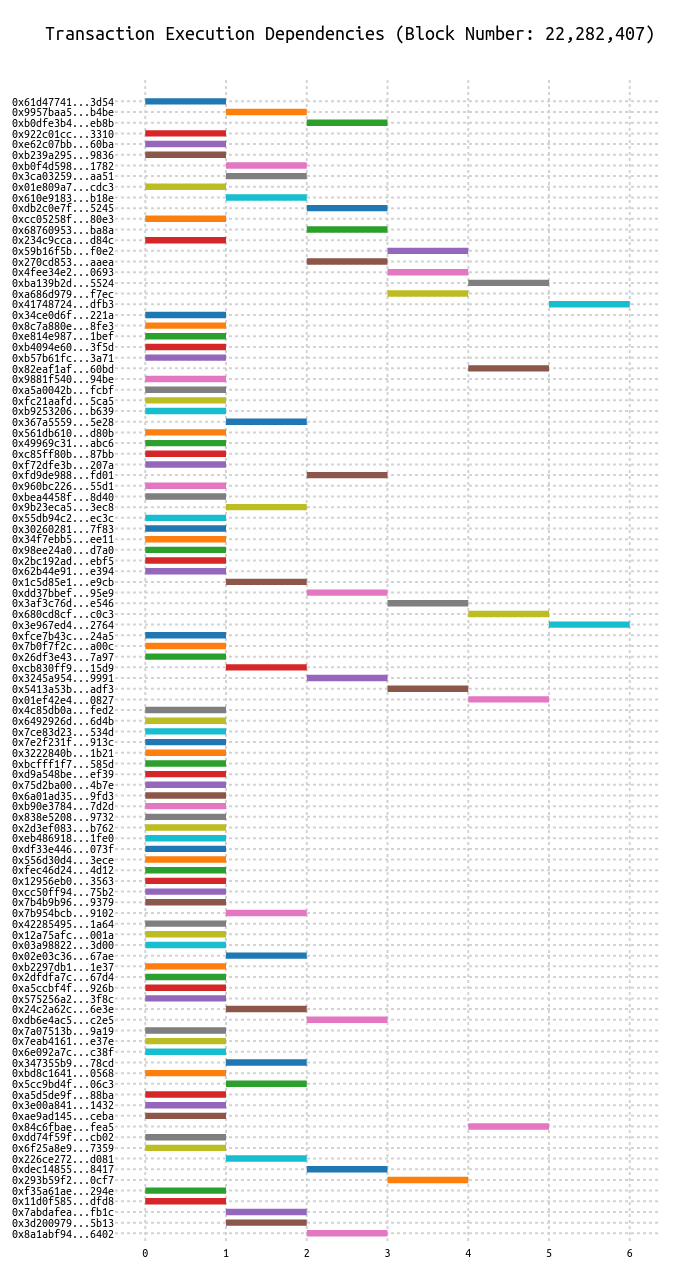 Transaction Execution Dependencies (Block Number: 22,282,407)
0x61d47741...3d54
0x9957baa5...b4be
0xb0dfe3b4...eb8b
0x922c01cc...3310
0xe62c07bb...60ba
0xb239a295...9836
0xb0f4d598...1782
0x3ca03259...aa51
0x01e809a7...cdc3
0x610e9183...b18e
0xdb2c0e7f...5245
0xcc05258f...80e3
0x68760953...ba8a
0x234c9cca...d84c
0x59b16f5b...f0e2
0x270cd853...aaea
0x4fee34e2...0693
0xba139b2d...5524
0xa686d979...f7ec
0x41748724...dfb3
0x34ce0d6f...221a
0x8c7a880e...8fe3
0xe814e987...1bef
0xb4094e60...3f5d
0xb57b61fc...3a71
0x82eaf1af...60bd
0x9881f540...94be
0xa5a0042b...fcbf
0xfc21aafd...5ca5
0xb9253206...b639
0x367a5559...5e28
0x561db610...d80b
0x49969c31...abc6
0xc85ff80b...87bb
0xf72dfe3b...207a
0xfd9de988...fd01
0x960bc226...55d1
0xbea4458f...8d40
0x9b23eca5...3ec8
0x55db94c2...ec3c
0x30260281...7f83
0x34f7ebb5...ee11
0x98ee24a0...d7a0
0x2bc192ad...ebf5
0x62b44e91...e394
0x1c5d85e1...e9cb
0xdd37bbef...95e9
0x3af3c76d...e546
0x680cd8cf...c0c3
0x3e967ed4...2764
0xfce7b43c...24a5
0x7b0f7f2c...a00c
0x26df3e43...7a97
0xcb830ff9...15d9
0x3245a954...9991
0x5413a53b...adf3
0x01ef42e4...0827
0x4c85db0a...fed2
0x6492926d...6d4b
0x7ce83d23...534d
0x7e2f231f...913c
0x3222840b...1b21
0xbcfff1f7...585d
0xd9a548be...ef39
0x75d2ba00...4b7e
0x6a01ad35...9fd3
0xb90e3784...7d2d
0x838e5208...9732
0x2d3ef083...b762
0xeb486918...1fe0
0xdf33e446...073f
0x556d30d4...3ece
0xfec46d24...4d12
0x12956eb0...3563
0xcc50ff94...75b2
0x7b4b9b96...9379
0x7b954bcb...9102
0x42285495...1a64
0x12a75afc...001a
0x03a98822...3d00
0x02e03c36...67ae
0xb2297db1...1e37
0x2dfdfa7c...67d4
0xa5ccbf4f...926b
0x575256a2...3f8c
0x24c2a62c...6e3e
0xdb6e4ac5...c2e5
0x7a07513b...9a19
0x7eab4161...e37e
0x6e092a7c...c38f
0x347355b9...78cd
0xbd8c1641...0568
0x5cc9bd4f...06c3
0xa5d5de9f...88ba
0x3e00a841...1432
0xae9ad145...ceba
0x84c6fbae...fea5
0xdd74f59f...cb02
0x6f25a8e9...7359
0x226ce272...d081
0xdec14855...8417
0x293b59f2...0cf7
0xf35a61ae...294e
0x11d0f585...dfd8
0x7abdafea...fb1c
0x3d200979...5b13
0x8a1abf94...6402
0 1 2 3 4 5 6